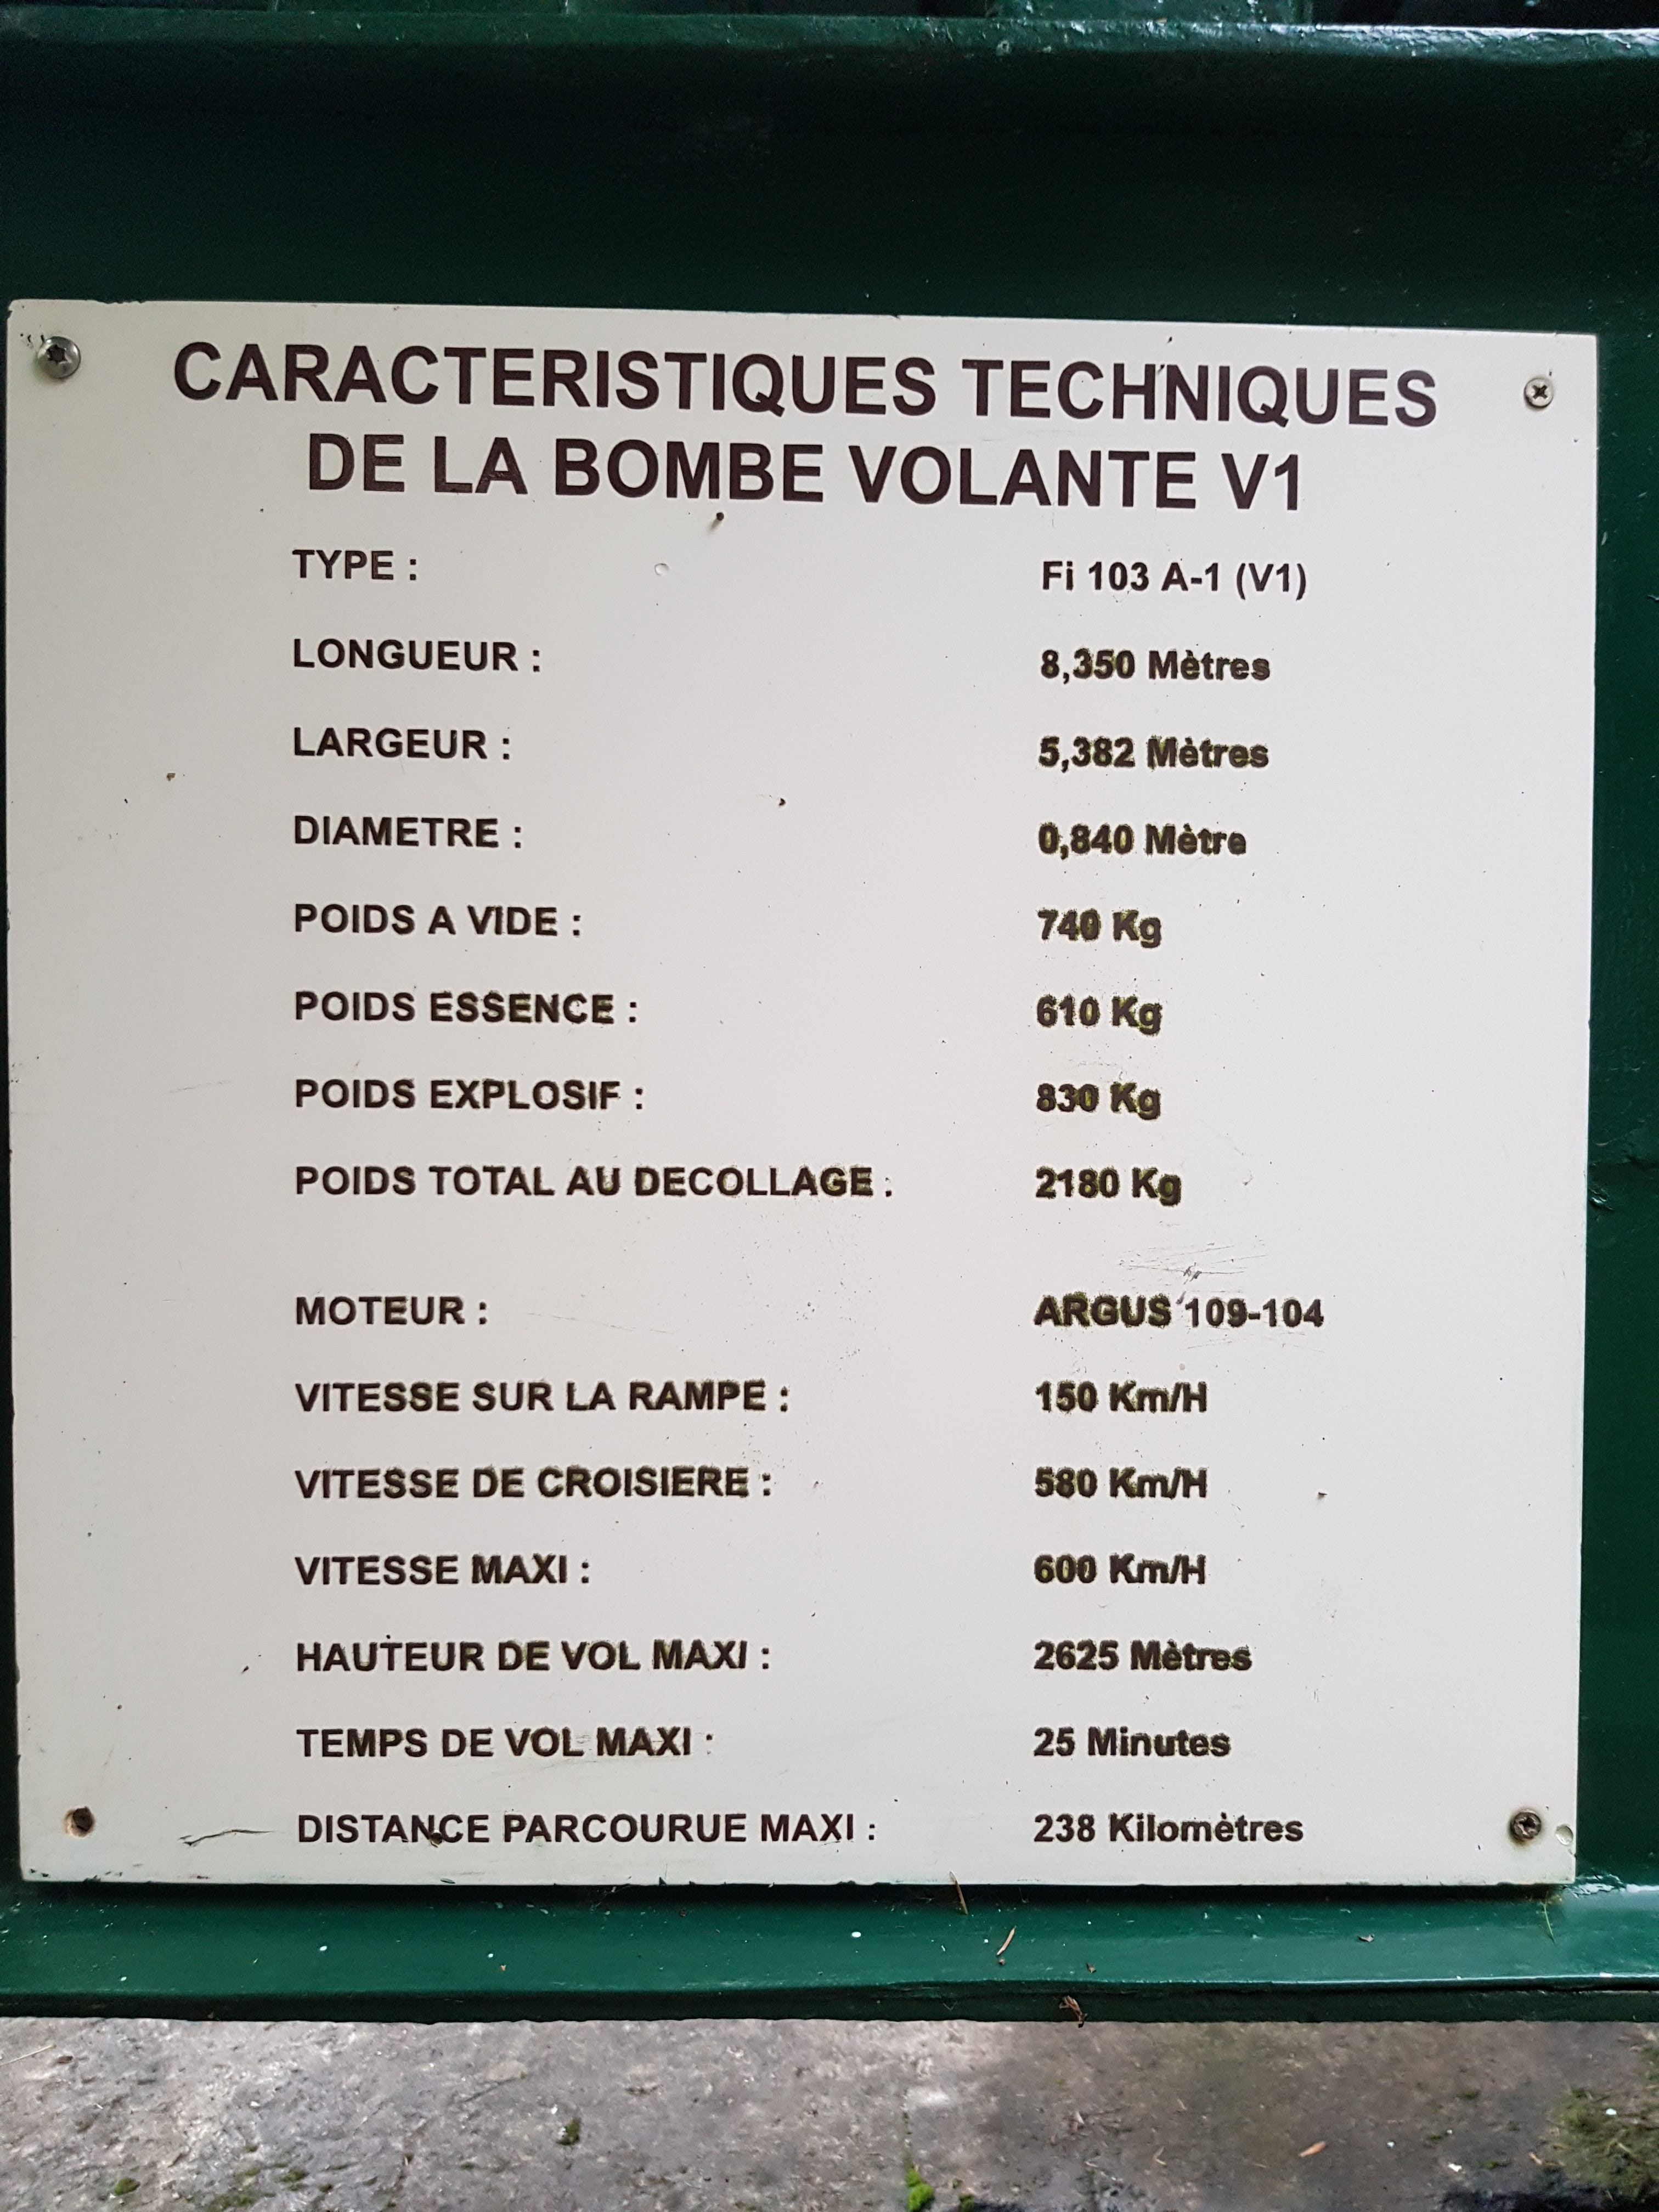 CARACTERISTIQUES TECHNIQUES
DE LA BOMBE VOLANTE V1
TYPE : Fi 103 A-1 (V1)
LONGUEUR : 8,350 Mètres
LARGEUR : 5,382 Mètres
DIAMETRE : 0,840 Mètre
POIDS A VIDE : 740 Kg
POIDS ESSENCE : 610 Kg
POIDS EXPLOSIF : 830 Kg
POIDS TOTAL AU DECOLLAGE : 2180 Kg
MOTEUR : ARGUS 109-104
VITESSE SUR LA RAMPE : 150 Km/H
VITESSE DE CROISIERE : 580 Km/H
VITESSE MAXI : 600 Km/H
HAUTEUR DE VOL MAXI : 2625 Mètres
TEMPS DE VOL MAXI : 25 Minutes
DISTANCE PARCOURUE MAXI : 238 Kilomètres